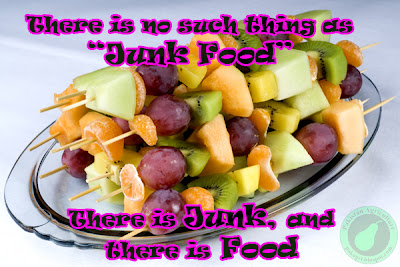 There is no such thing as
“Junk Food”
There is Junk, and
there is Food